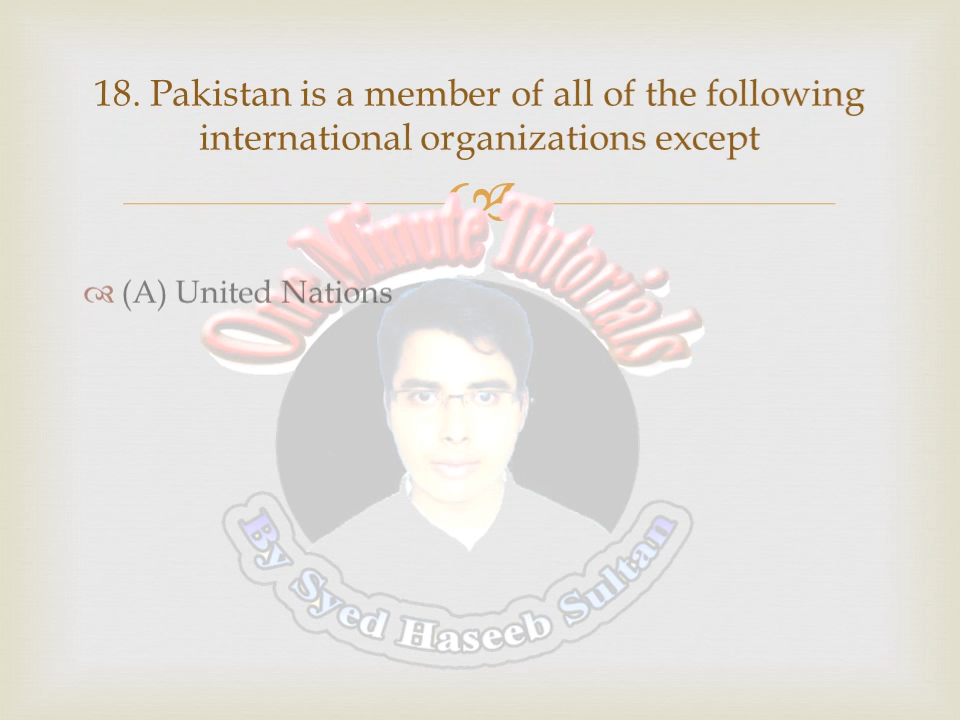 18. Pakistan is a member of all of the following
international organizations except
(A) United Nations
One Minute Tutorials
By Syed Haseeb Sultan